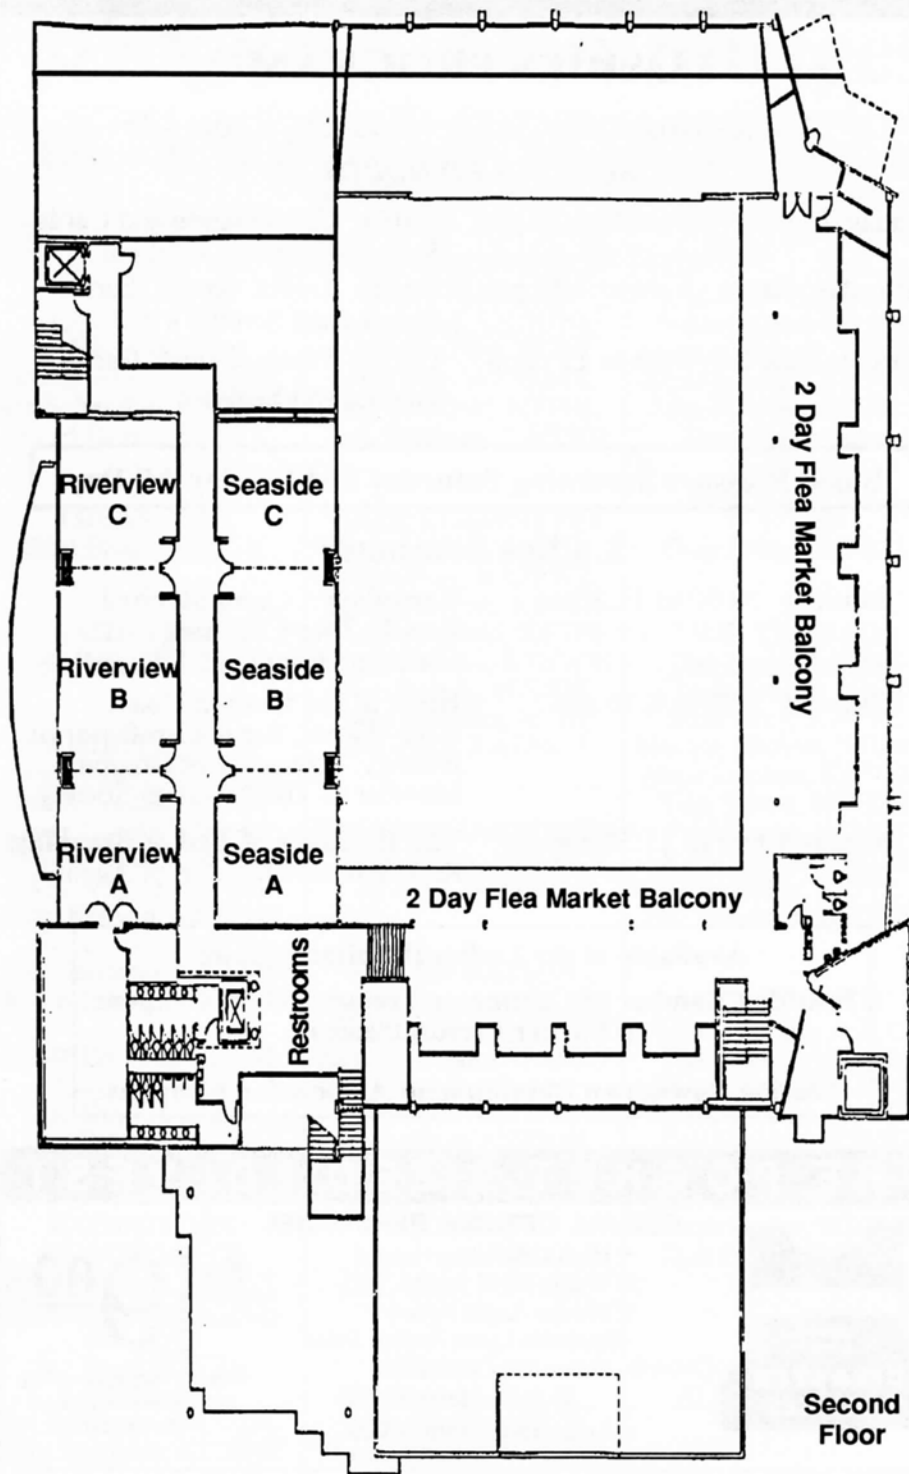 Riverview
C
Seaside
C
2 Day Flea Market Balcony
Riverview
B
Seaside
B
Riverview
A
Seaside
A
2 Day Flea Market Balcony
Restrooms
Second
Floor